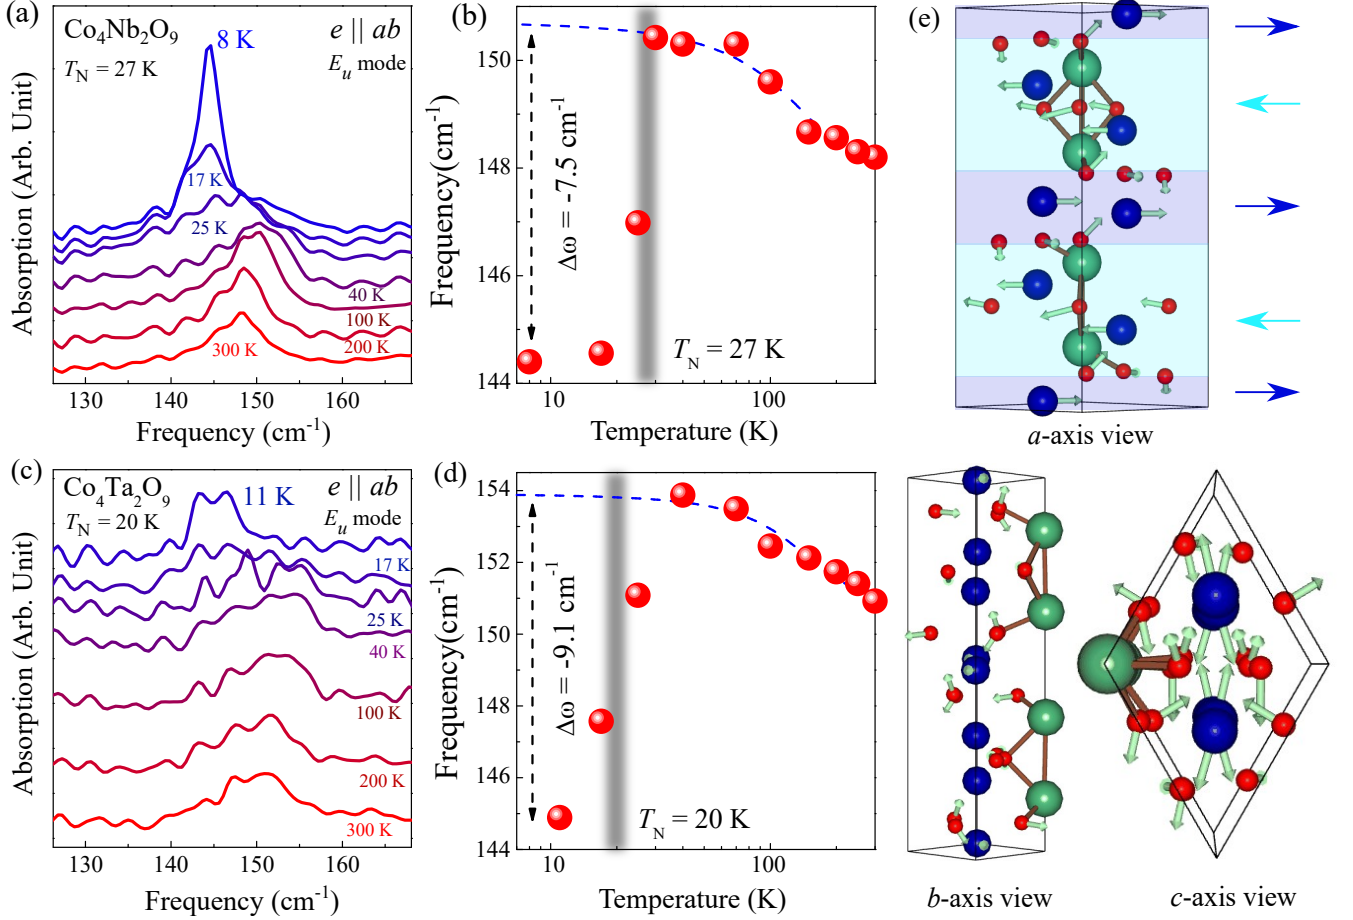 (a)
Co4Nb2O9
TN = 27 K
8 K
e || ab
Eu mode
17 K
25 K
40 K
100 K
200 K
300 K
Absorption (Arb. Unit)
130 140 150 160
Frequency (cm-1)
(b)
150
148
146
144
Frequency(cm-1)
Δω = -7.5 cm-1
TN = 27 K
10 100
Temperature (K)
(c)
Co4Ta2O9
TN = 20 K
11 K
e || ab
Eu mode
17 K
25 K
40 K
100 K
200 K
300 K
Absorption (Arb. Unit)
130 140 150 160
Frequency (cm-1)
(d)
154
152
150
148
146
144
Frequency(cm-1)
Δω = -9.1 cm-1
TN = 20 K
10 100
Temperature (K)
(e)
a-axis view
b-axis view
c-axis view